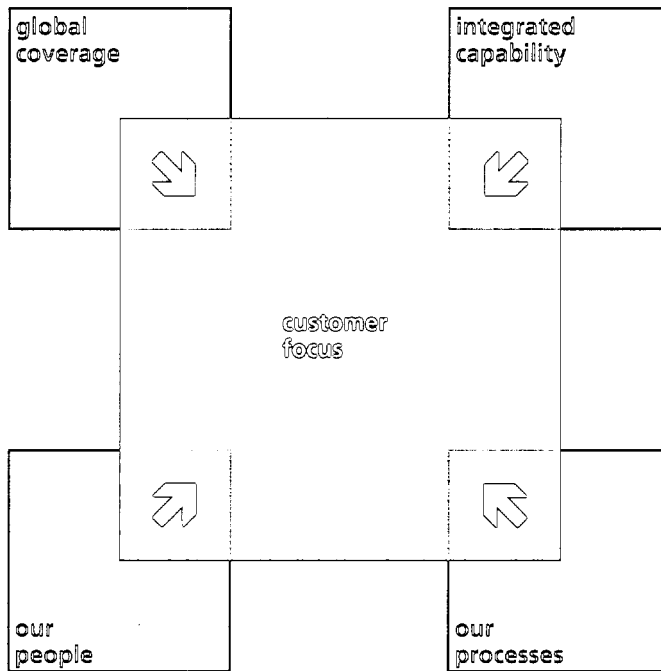 global
coverage
integrated
capability
customer
focus
our
people
our
processes